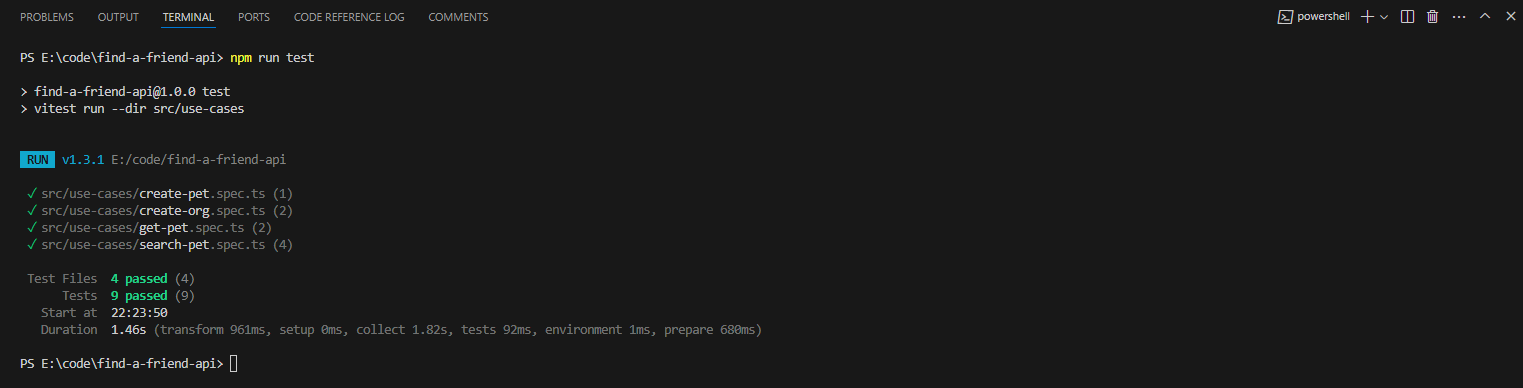 PROBLEMS OUTPUT TERMINAL PORTS CODE REFERENCE LOG COMMENTS powershell
PS E:\code\find-a-friend-api> npm run test
> find-a-friend-api@1.0.0 test
> vitest run --dir src/use-cases
RUN v1.3.1 E:/code/find-a-friend-api
✓ src/use-cases/create-pet.spec.ts (1)
✓ src/use-cases/create-org.spec.ts (2)
✓ src/use-cases/get-pet.spec.ts (2)
✓ src/use-cases/search-pet.spec.ts (4)
Test Files 4 passed (4)
Tests 9 passed (9)
Start at 22:23:50
Duration 1.46s (transform 961ms, setup 0ms, collect 1.82s, tests 92ms, environment 1ms, prepare 680ms)
PS E:\code\find-a-friend-api>